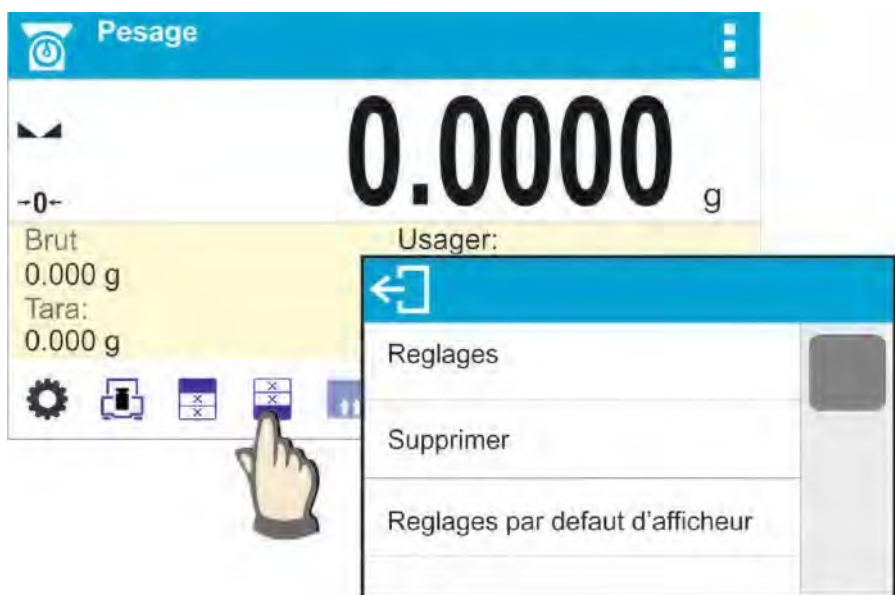 Pesage
0.0000 g
→0←
Brut
0.000 g
Tara:
0.000 g
Usager:
Reglages
Supprimer
Reglages par defaut d'afficheur